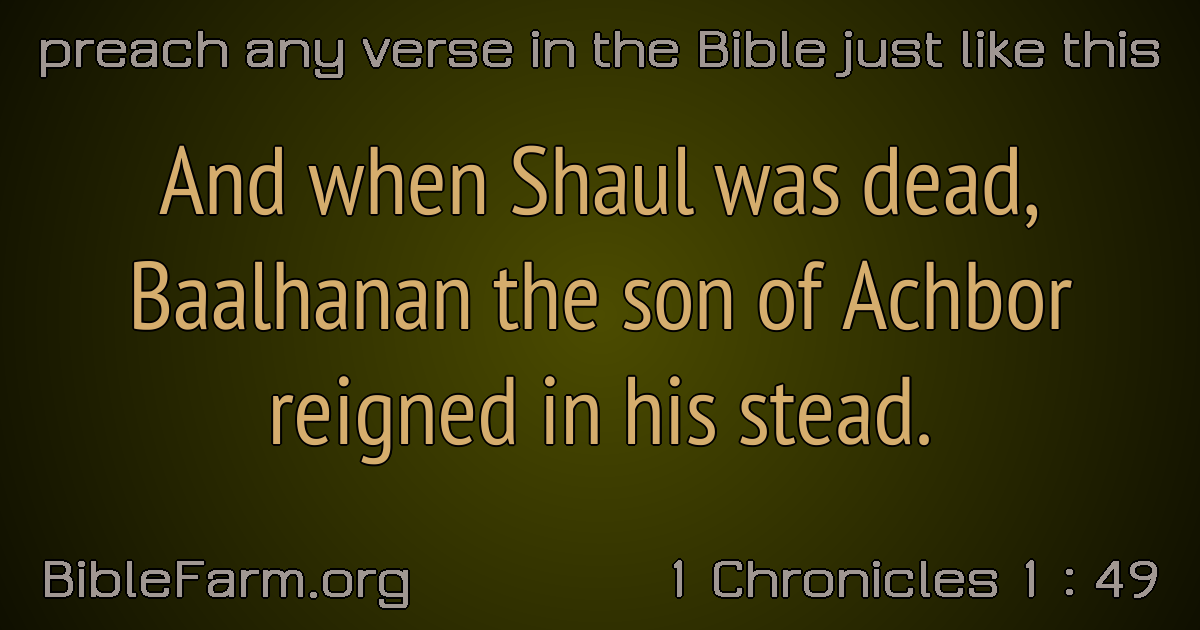 preach any verse in the Bible just like this
And when Shaul was dead,
Baalhanan the son of Achbor
reigned in his stead.
BibleFarm.org
1 Chronicles 1 : 49